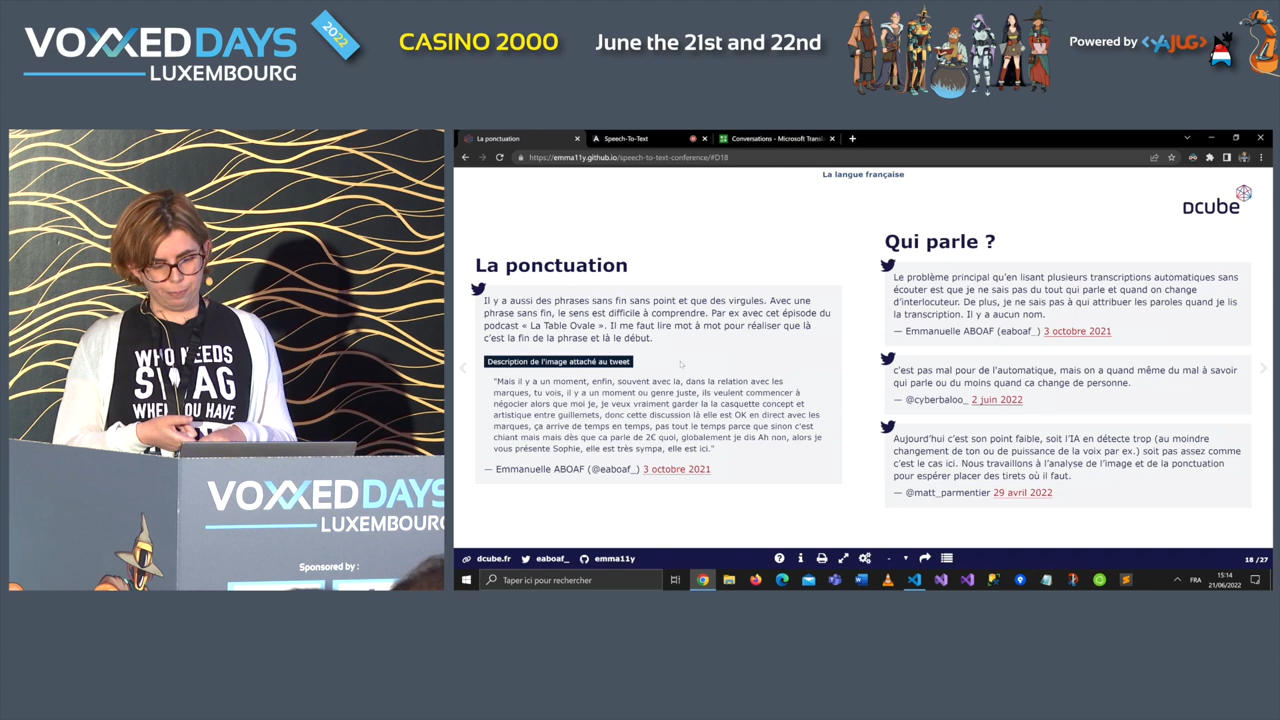 VOXXED DAYS
LUXEMBOURG
2022
CASINO 2000
June the 21st and 22nd
Powered by <YAJUG>
WHO NEEDS
SWAG
WHEN YOU HAVE
VOXXED DAYS
LUXEMBOURG
Sponsored by :
La ponctuation
Speech-To-Text
Conversations - Microsoft Transl
https://emma11y.github.io/speech-to-text-conference/#D18
La langue française
Dcube
La ponctuation
Il y a aussi des phrases sans fin sans point et que des virgules. Avec une
phrase sans fin, le sens est difficile à comprendre. Par ex avec cet épisode du
podcast « La Table Ovale ». Il me faut lire mot à mot pour réaliser que là
c'est la fin de la phrase et là le début.
Description de l'image attaché au tweet
"Mais il y a un moment, enfin, souvent avec la, dans la relation avec les
marques, tu vois, il y a un moment ou genre juste, ils veulent commencer à
négocier alors que moi je, je veux vraiment garder la la casquette concept et
artistique entre guillemets, donc cette discussion là elle est OK en direct avec les
marques, ça arrive de temps en temps, pas tout le temps parce que sinon c'est
chiant mais mais dès que ca parle de 2€ quoi, globalement je dis Ah non, alors je
vous présente Sophie, elle est très sympa, elle est ici."
— Emmanuelle ABOAF (@eaboaf_) 3 octobre 2021
Qui parle ?
Le problème principal qu'en lisant plusieurs transcriptions automatiques sans
écouter est que je ne sais pas du tout qui parle et quand on change
d'interlocuteur. De plus, je ne sais pas à qui attribuer les paroles quand je lis
la transcription. Il y a aucun nom.
— Emmanuelle ABOAF (eaboaf_) 3 octobre 2021
c'est pas mal pour de l'automatique, mais on a quand même du mal à savoir
qui parle ou du moins quand ca change de personne.
— @cyberbaloo_ 2 juin 2022
Aujourd'hui c'est son point faible, soit l'IA en détecte trop (au moindre
changement de ton ou de puissance de la voix par ex.) soit pas assez comme
c'est le cas ici. Nous travaillons à l'analyse de l'image et de la ponctuation
pour espérer placer des tirets où il faut.
— @matt_parmentier 29 avril 2022
dcube.fr eaboaf_ emma11y
18 /27
Taper ici pour rechercher
FRA
15:14
21/06/2022